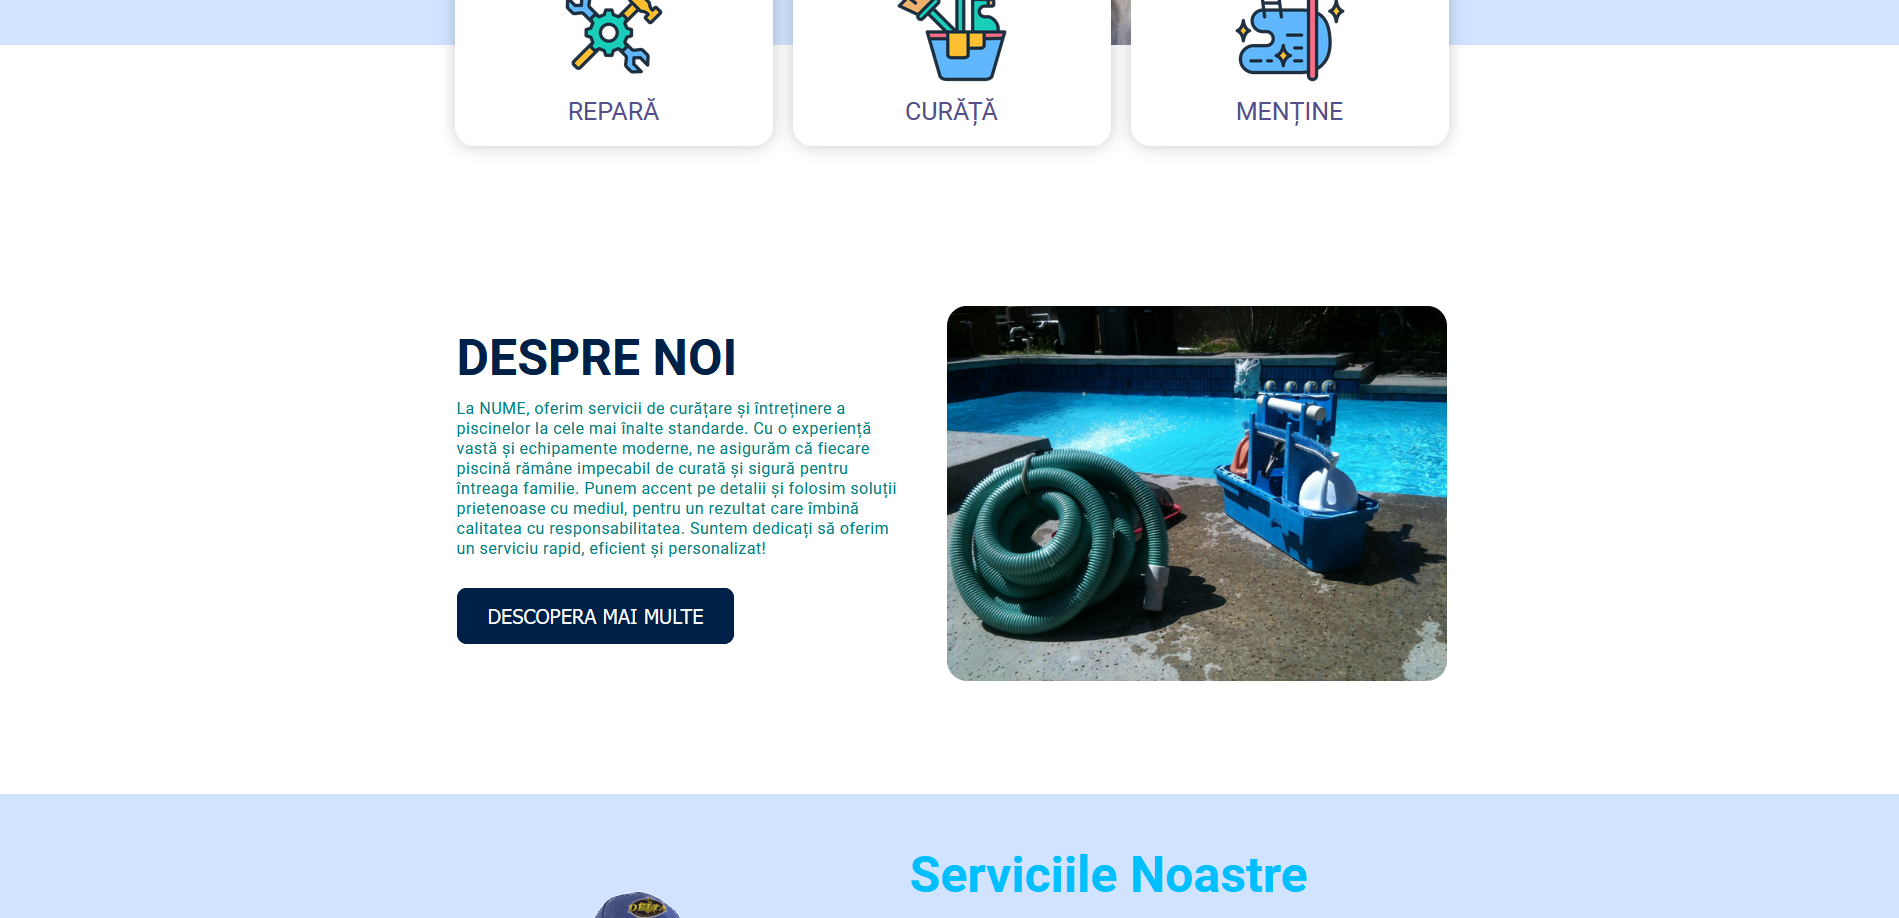 REPARĂ
CURĂȚĂ
MENȚINE
DESPRE NOI
La NUME, oferim servicii de curățare și întreținere a
piscinelor la cele mai înalte standarde. Cu o experiență
vastă și echipamente moderne, ne asigurăm că fiecare
piscină rămâne impecabil de curată și sigură pentru
întreaga familie. Punem accent pe detalii și folosim soluții
prietenoase cu mediul, pentru un rezultat care îmbină
calitatea cu responsabilitatea. Suntem dedicați să oferim
un serviciu rapid, eficient și personalizat!
DESCOPERA MAI MULTE
Serviciile Noastre
DELTA